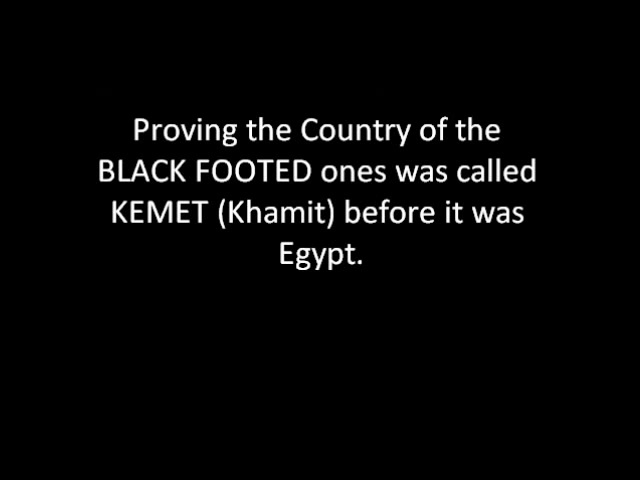 Proving the Country of the
BLACK FOOTED ones was called
KEMET (Khamit) before it was
Egypt.